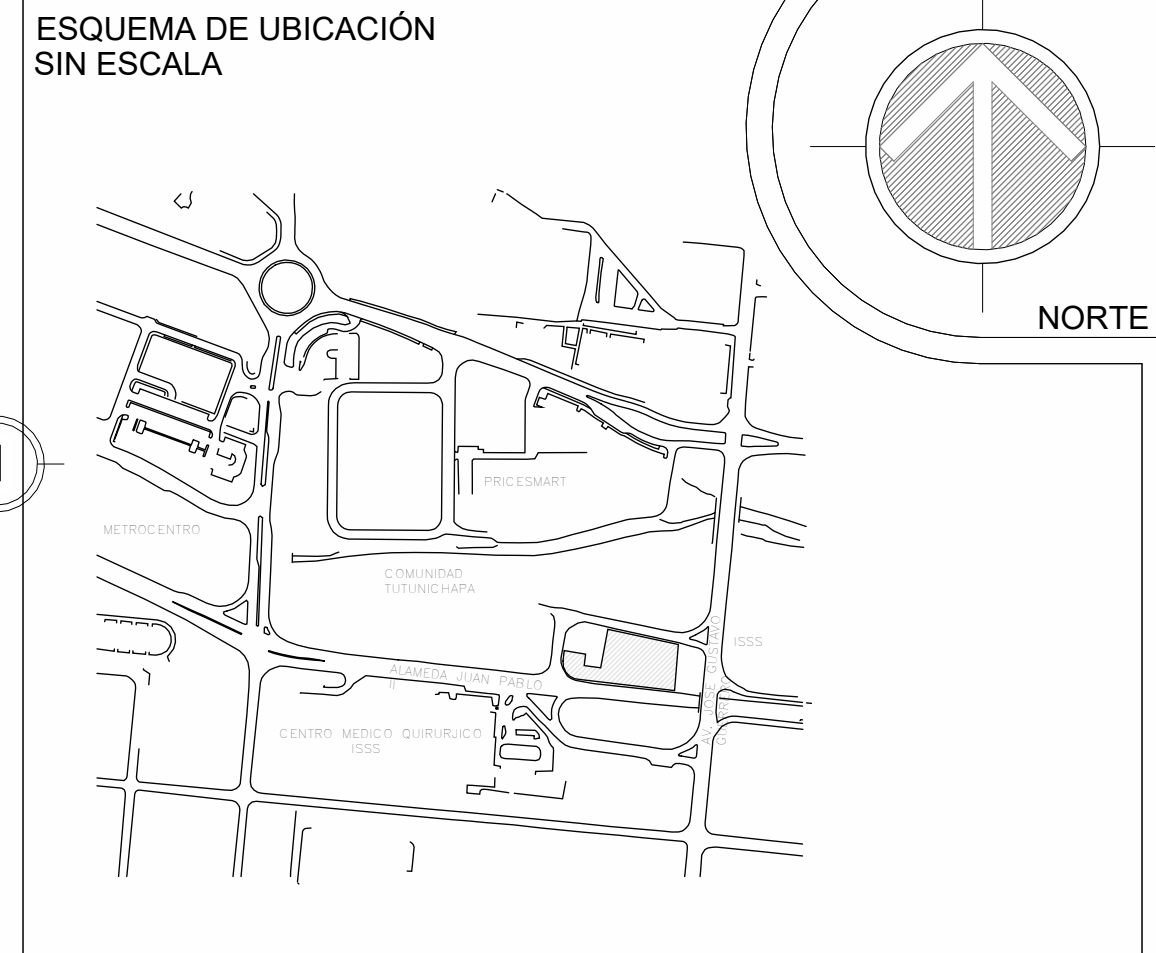 ESQUEMA DE UBICACIÓN
SIN ESCALA
NORTE
PRICESMART
METROCENTRO
COMUNIDAD
TUTUNICHAPA
ISSS
ALAMEDA JUAN PABLO
II
AV. JOSE GUSTAVO
GUERRERO
CENTRO MEDICO QUIRURJICO
ISSS